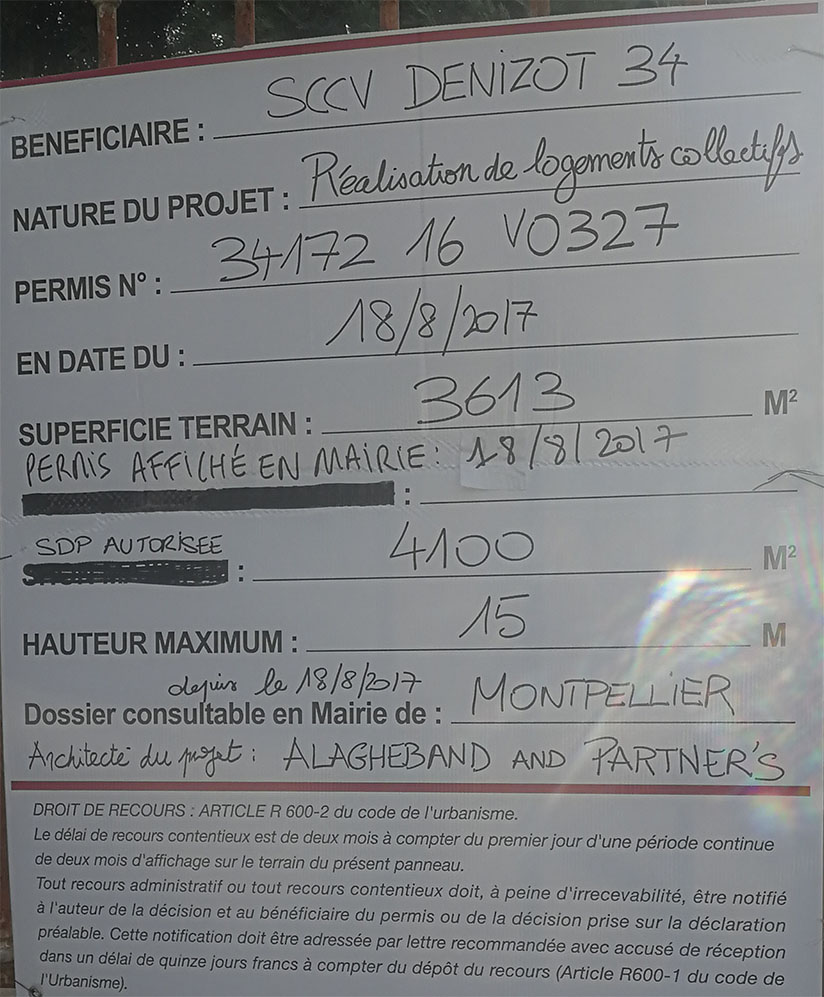 BENEFICIAIRE : SCCV DENIZOT 34
NATURE DU PROJET : Réalisation de logements collectifs
PERMIS N° : 34172 16 V0327
EN DATE DU : 18/8/2017
SUPERFICIE TERRAIN : 3613 M²
PERMIS AFFICHÉ EN MAIRIE : 18/8/2017
:
SDP AUTORISEE
: 4100 M²
HAUTEUR MAXIMUM : 15 M
depuis le 18/8/2017
Dossier consultable en Mairie de : MONTPELLIER
Architecte du projet : ALAGHEBAND AND PARTNER'S
DROIT DE RECOURS : ARTICLE R 600-2 du code de l'urbanisme.
Le délai de recours contentieux est de deux mois à compter du premier jour d'une période continue
de deux mois d'affichage sur le terrain du présent panneau.
Tout recours administratif ou tout recours contentieux doit, à peine d'irrecevabilité, être notifié
à l'auteur de la décision et au bénéficiaire du permis ou de la décision prise sur la déclaration
préalable. Cette notification doit être adressée par lettre recommandée avec accusé de réception
dans un délai de quinze jours francs à compter du dépôt du recours (Article R600-1 du code de
l'Urbanisme).